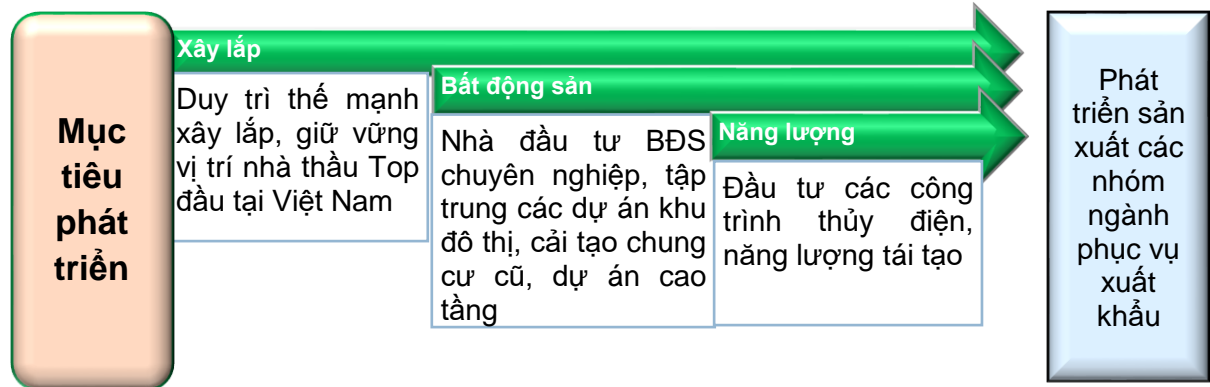 Mục
tiêu
phát
triển
Xây lắp
Duy trì thế mạnh
xây lắp, giữ vững
vị trí nhà thầu Top
đầu tại Việt Nam
Bất động sản
Nhà đầu tư BĐS
chuyên nghiệp, tập
trung các dự án khu
đô thị, cải tạo chung
cư cũ, dự án cao
tầng
Năng lượng
Đầu tư các công
trình thủy điện,
năng lượng tái tạo
Phát
triển sản
xuất các
nhóm
ngành
phục vụ
xuất
khẩu